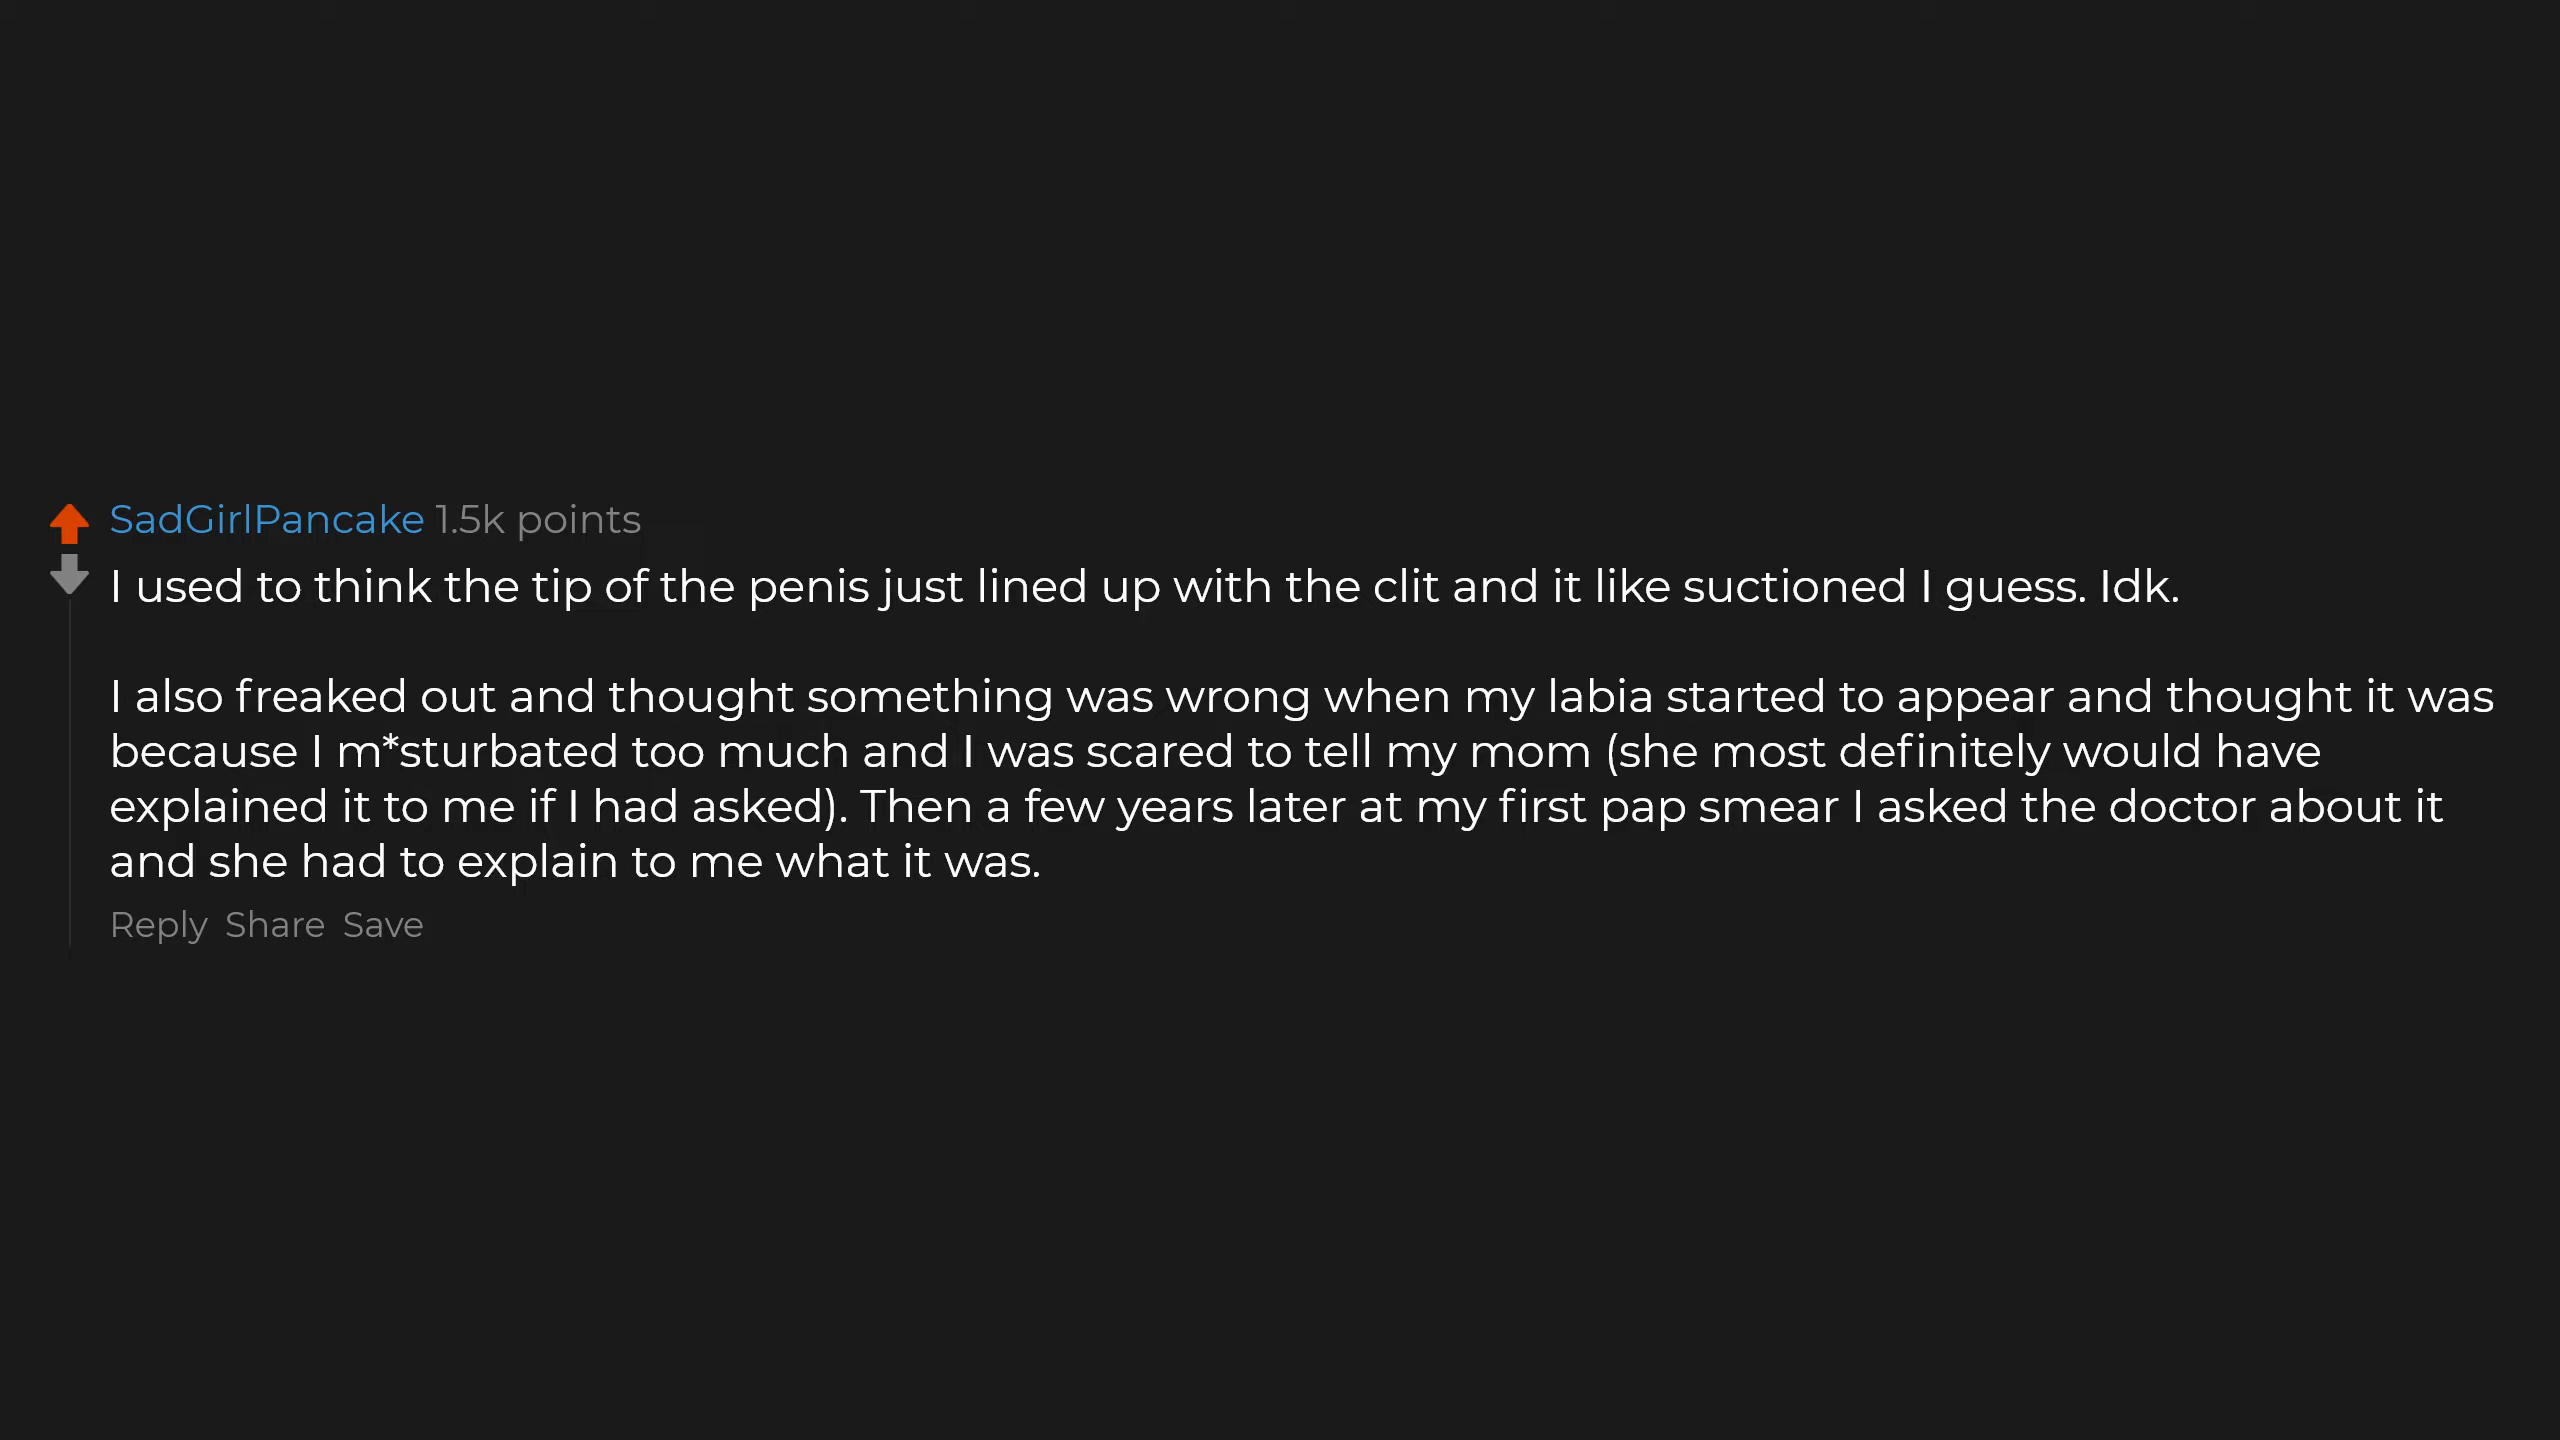 SadGirlPancake 1.5k points
I used to think the tip of the penis just lined up with the clit and it like suctioned I guess. Idk.
I also freaked out and thought something was wrong when my labia started to appear and thought it was
because I m*sturbated too much and I was scared to tell my mom (she most definitely would have
explained it to me if I had asked). Then a few years later at my first pap smear I asked the doctor about it
and she had to explain to me what it was.
Reply Share Save